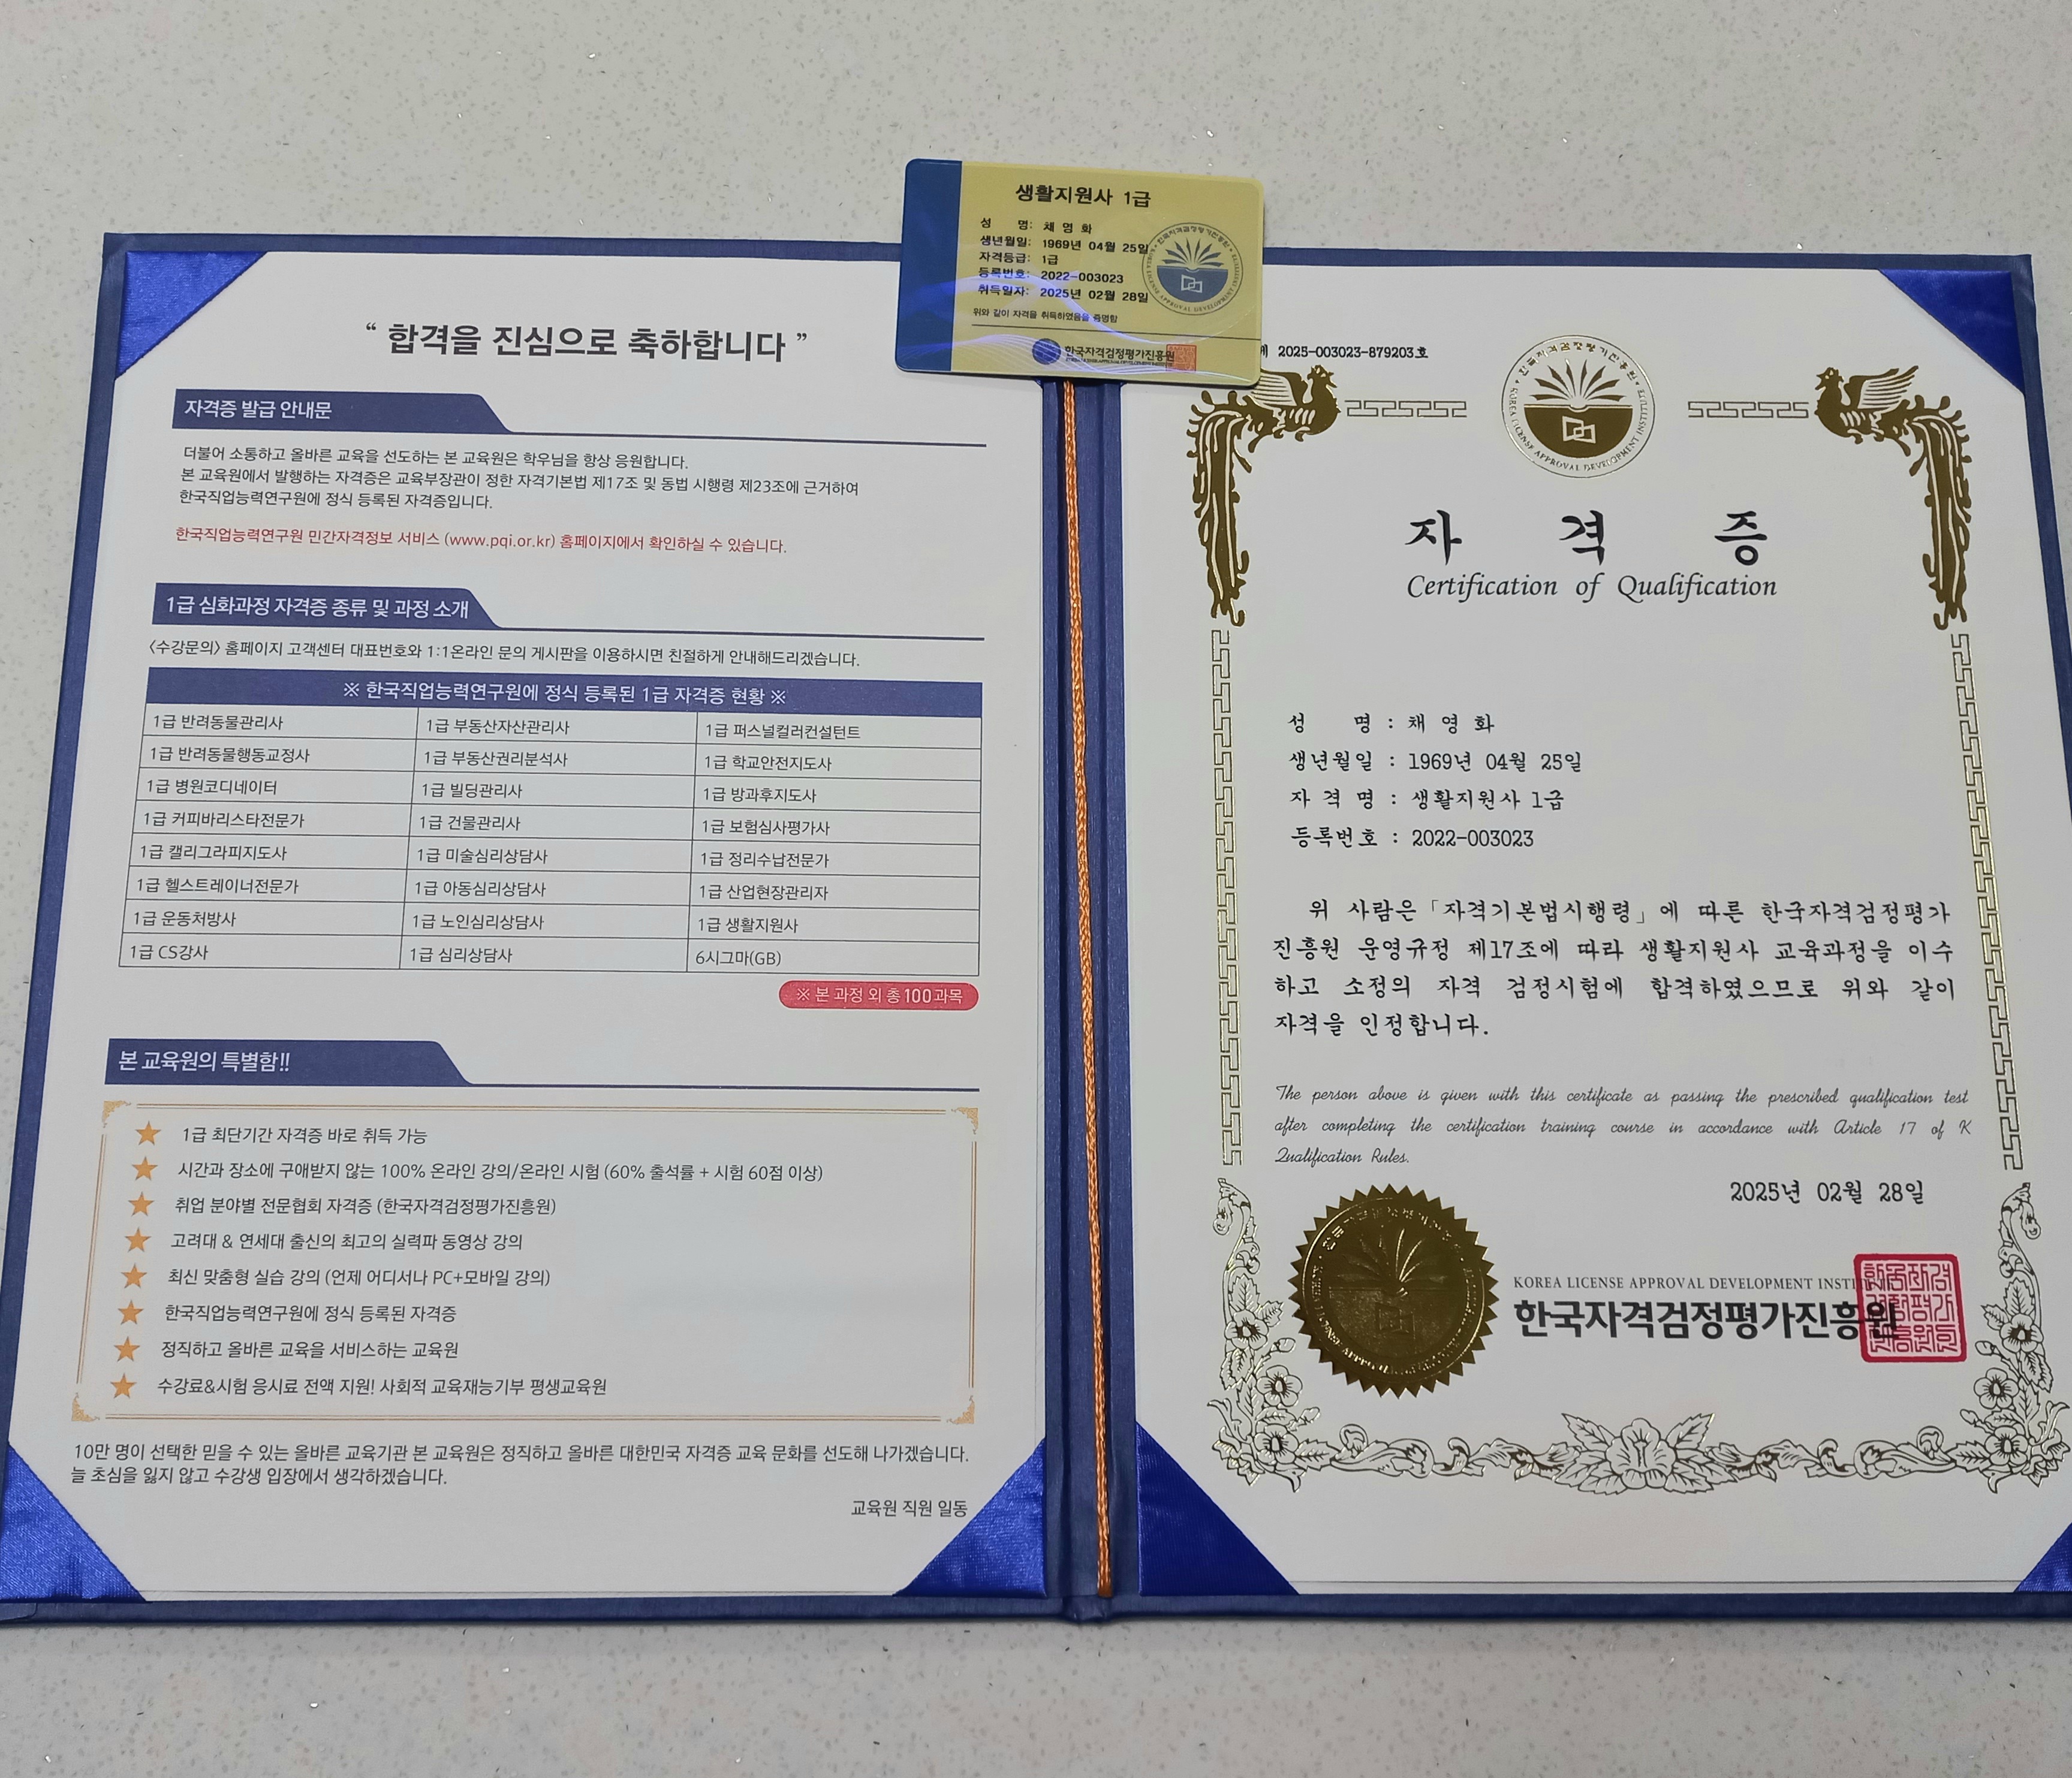 생활지원사 1급
성 명: 채 영 화
생년월일: 1969년 04월 25일
자격등급: 1급
등록번호: 2022-003023
취득일자: 2025년 02월 28일
위와 같이 자격을 취득하였음을 증명함
한국자격검정평가진흥원
“ 합격을 진심으로 축하합니다 ”
자격증 발급 안내문
더불어 소통하고 올바른 교육을 선도하는 본 교육원은 학우님을 항상 응원합니다.
본 교육원에서 발행하는 자격증은 교육부장관이 정한 자격기본법 제17조 및 동법 시행령 제23조에 근거하여
한국직업능력연구원에 정식 등록된 자격증입니다.
한국직업능력연구원 민간자격정보 서비스 (www.pqi.or.kr) 홈페이지에서 확인하실 수 있습니다.
1급 심화과정 자격증 종류 및 과정 소개
<수강문의> 홈페이지 고객센터 대표번호와 1:1온라인 문의 게시판을 이용하시면 친절하게 안내해드리겠습니다.
※ 한국직업능력연구원에 정식 등록된 1급 자격증 현황 ※
1급 반려동물관리사 1급 부동산자산관리사 1급 퍼스널컬러컨설턴트
1급 반려동물행동교정사 1급 부동산권리분석사 1급 학교안전지도사
1급 병원코디네이터 1급 빌딩관리사 1급 방과후지도사
1급 커피바리스타전문가 1급 건물관리사 1급 보험심사평가사
1급 캘리그라피지도사 1급 미술심리상담사 1급 정리수납전문가
1급 헬스트레이너전문가 1급 아동심리상담사 1급 산업현장관리자
1급 운동처방사 1급 노인심리상담사 1급 생활지원사
1급 CS강사 1급 심리상담사 6시그마(GB)
※ 본 과정 외 총 100과목
본 교육원의 특별함!!
★ 1급 최단기간 자격증 바로 취득 가능
★ 시간과 장소에 구애받지 않는 100% 온라인 강의/온라인 시험 (60% 출석률 + 시험 60점 이상)
★ 취업 분야별 전문협회 자격증 (한국자격검정평가진흥원)
★ 고려대 & 연세대 출신의 최고의 실력파 동영상 강의
★ 최신 맞춤형 실습 강의 (언제 어디서나 PC+모바일 강의)
★ 한국직업능력연구원에 정식 등록된 자격증
★ 정직하고 올바른 교육을 서비스하는 교육원
★ 수강료&시험 응시료 전액 지원! 사회적 교육재능기부 평생교육원
10만 명이 선택한 믿을 수 있는 올바른 교육기관 본 교육원은 정직하고 올바른 대한민국 자격증 교육 문화를 선도해 나가겠습니다.
늘 초심을 잃지 않고 수강생 입장에서 생각하겠습니다.
교육원 직원 일동
2025-003023-879203호
한국자격검정평가진흥원
KOREA LICENSE APPROVAL DEVELOPMENT INSTITUTE
자 격 증
Certification of Qualification
성 명 : 채 영 화
생년월일 : 1969년 04월 25일
자 격 명 : 생활지원사 1급
등록번호 : 2022-003023
위 사람은「자격기본법시행령」에 따른 한국자격검정평가
진흥원 운영규정 제17조에 따라 생활지원사 교육과정을 이수
하고 소정의 자격 검정시험에 합격하였으므로 위와 같이
자격을 인정합니다.
The person above is given with this certificate as passing the prescribed qualification test
after completing the certification training course in accordance with Article 17 of K
Qualification Rules.
2025년 02월 28일
KOREA LICENSE APPROVAL DEVELOPMENT INSTITUTE
한국자격검정평가진흥원